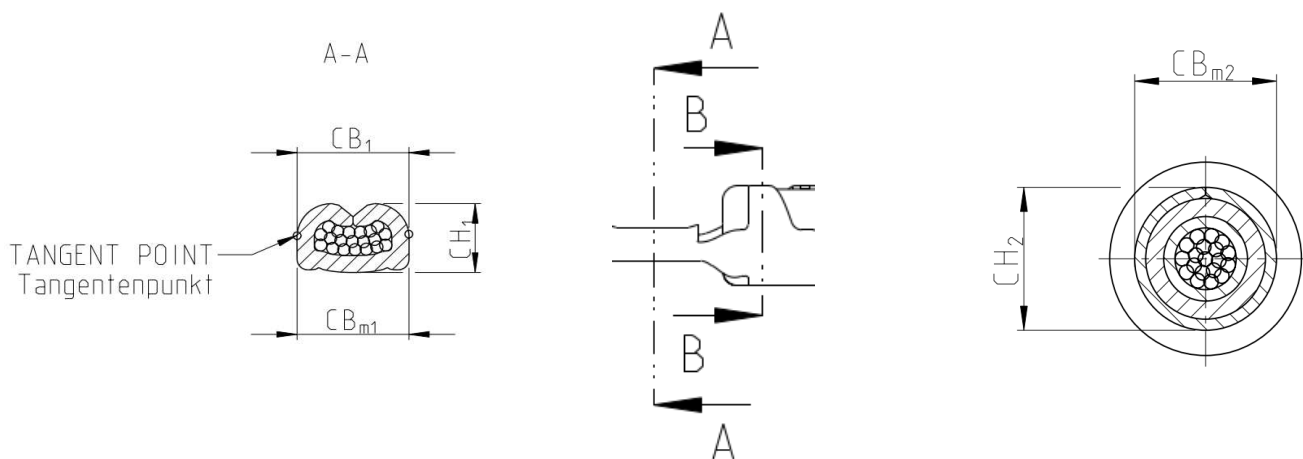 A-A
CB₁
CH₁
TANGENT POINT
Tangentenpunkt
CBₘ₁
A
B
B
A
CBₘ₂
CH₂